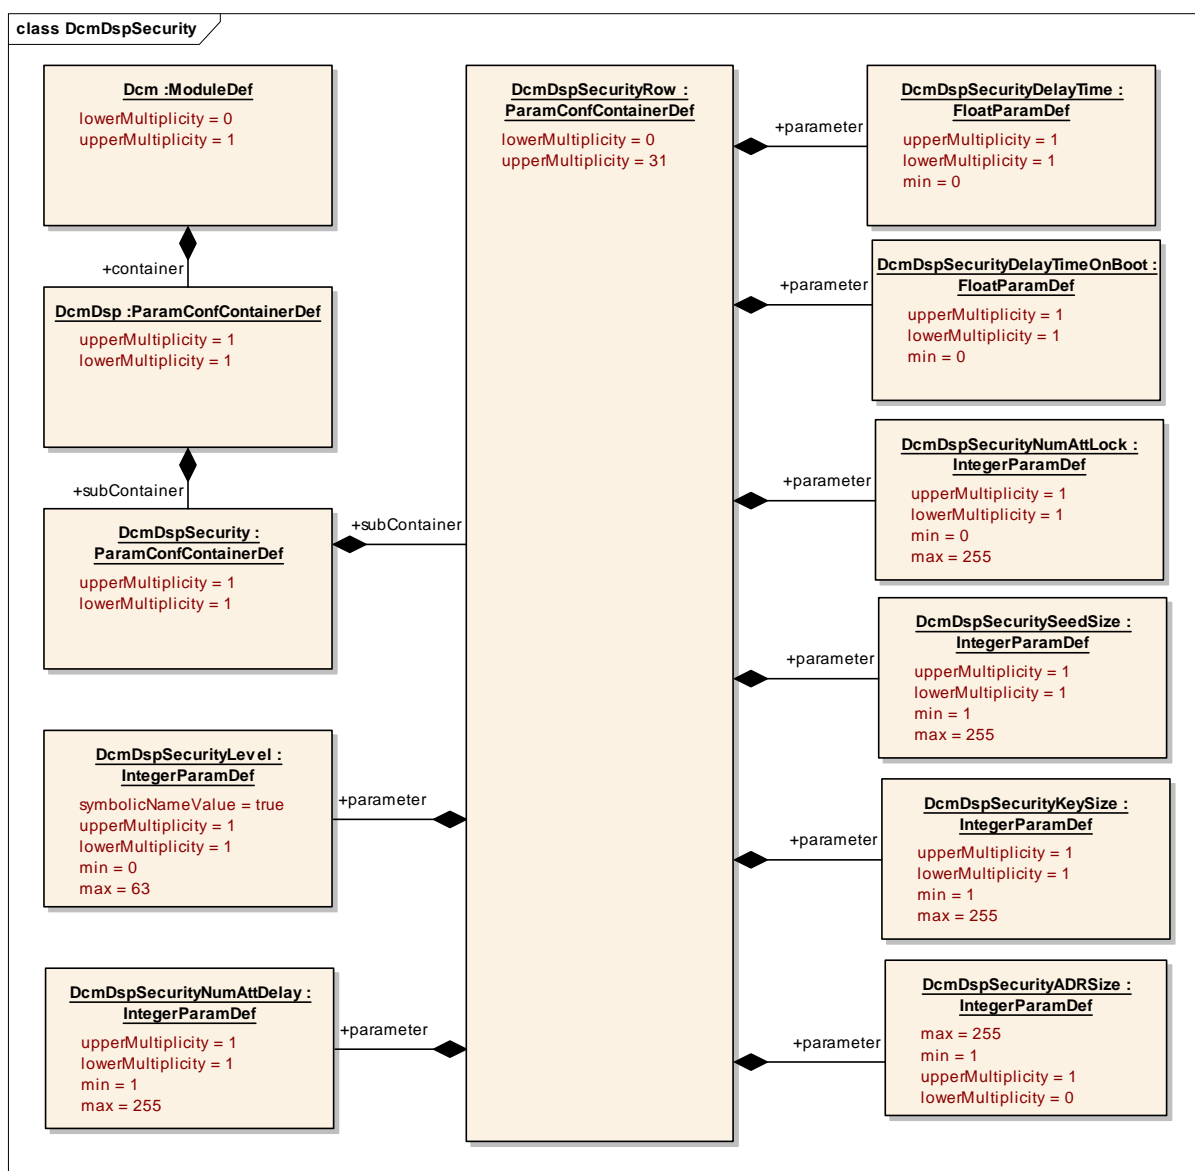 class DcmDspSecurity
Dcm :ModuleDef
lowerMultiplicity = 0
upperMultiplicity = 1
+container
DcmDsp :ParamConfContainerDef
upperMultiplicity = 1
lowerMultiplicity = 1
+subContainer
DcmDspSecurity :
ParamConfContainerDef
upperMultiplicity = 1
lowerMultiplicity = 1
+subContainer
DcmDspSecurityLevel :
IntegerParamDef
symbolicNameValue = true
upperMultiplicity = 1
lowerMultiplicity = 1
min = 0
max = 63
+parameter
DcmDspSecurityNumAttDelay :
IntegerParamDef
upperMultiplicity = 1
lowerMultiplicity = 1
min = 1
max = 255
+parameter
DcmDspSecurityRow :
ParamConfContainerDef
lowerMultiplicity = 0
upperMultiplicity = 31
+parameter
DcmDspSecurityDelayTime :
FloatParamDef
upperMultiplicity = 1
lowerMultiplicity = 1
min = 0
+parameter
DcmDspSecurityDelayTimeOnBoot :
FloatParamDef
upperMultiplicity = 1
lowerMultiplicity = 1
min = 0
+parameter
DcmDspSecurityNumAttLock :
IntegerParamDef
upperMultiplicity = 1
lowerMultiplicity = 1
min = 0
max = 255
+parameter
DcmDspSecuritySeedSize :
IntegerParamDef
upperMultiplicity = 1
lowerMultiplicity = 1
min = 1
max = 255
+parameter
DcmDspSecurityKeySize :
IntegerParamDef
upperMultiplicity = 1
lowerMultiplicity = 1
min = 1
max = 255
+parameter
DcmDspSecurityADRSize :
IntegerParamDef
max = 255
min = 1
upperMultiplicity = 1
lowerMultiplicity = 0